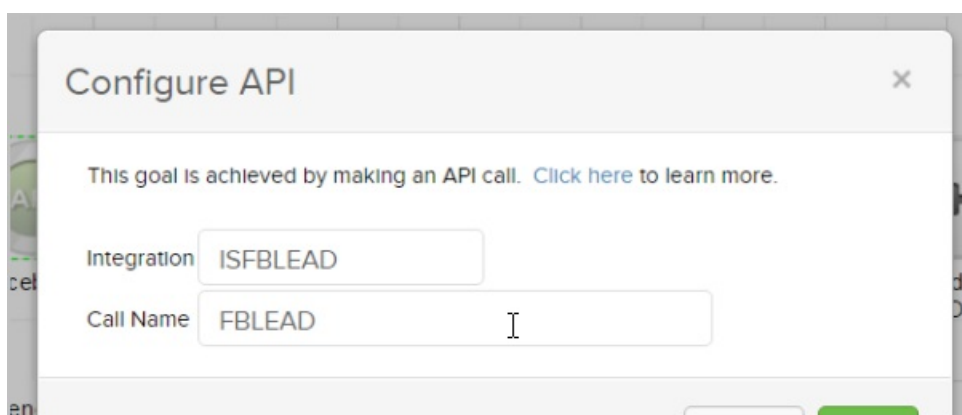 Configure API
×
This goal is achieved by making an API call. Click here to learn more.
Integration ISFBLEAD
Call Name FBLEAD